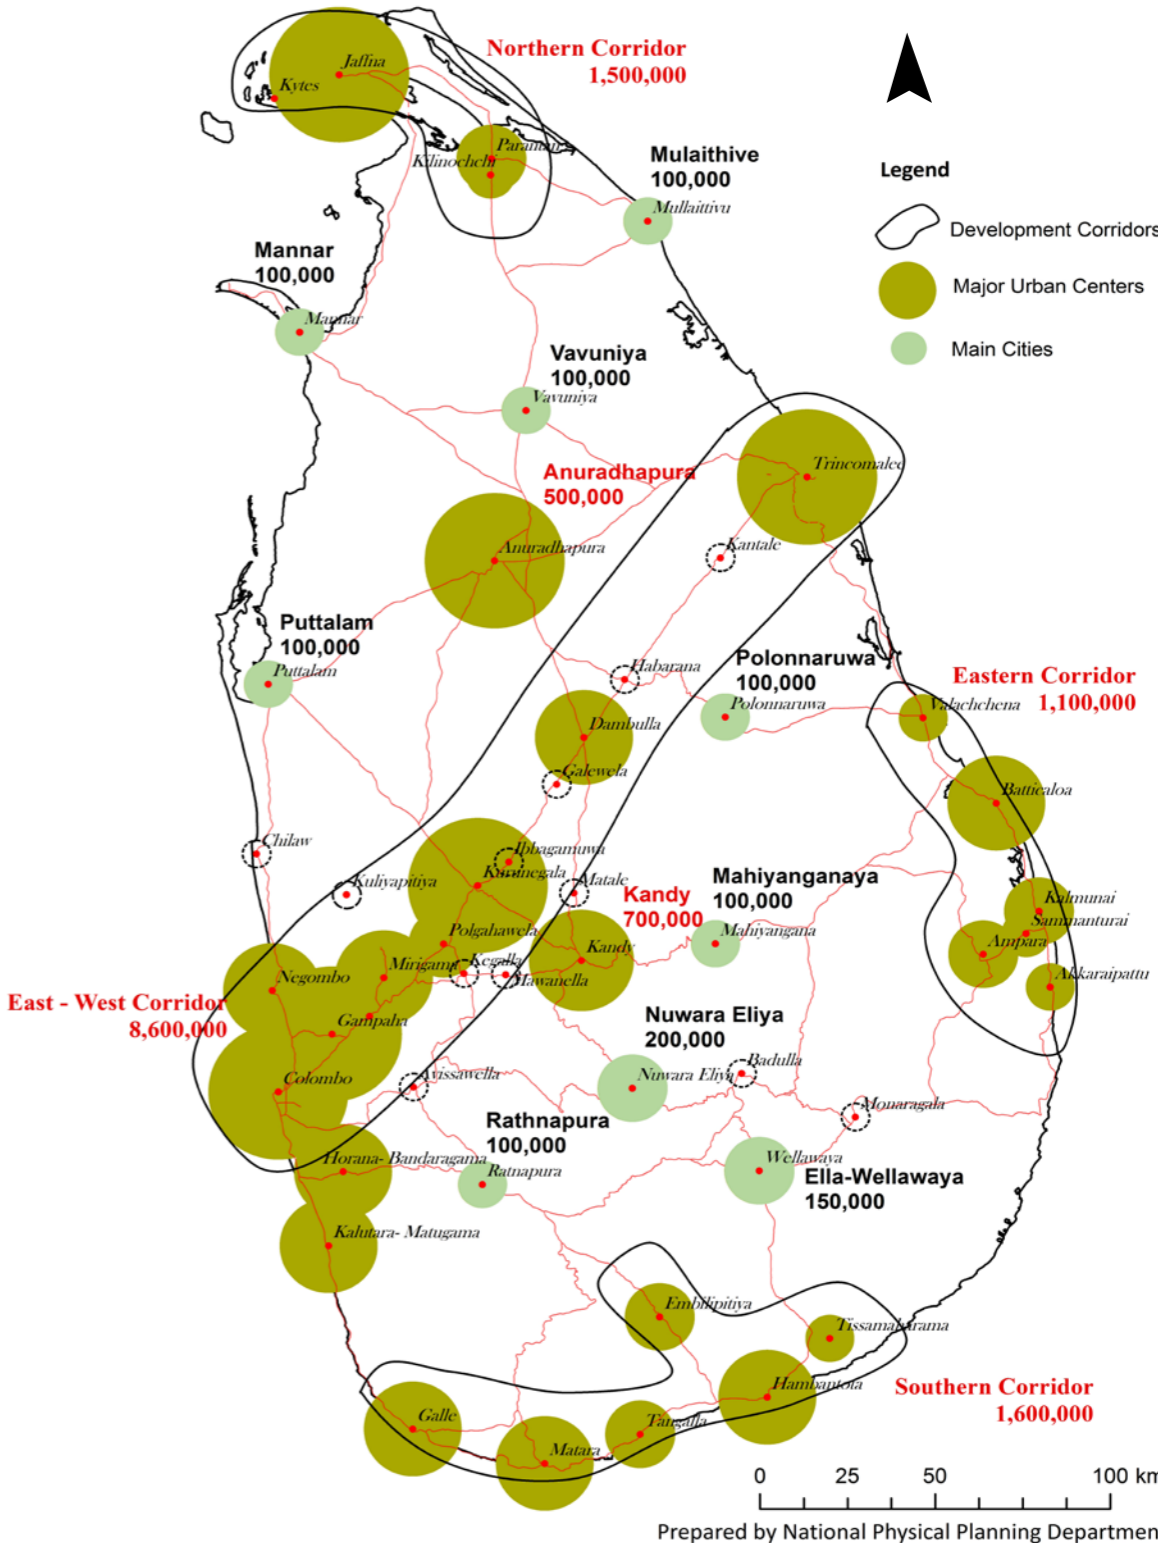 Northern Corridor
1,500,000
Jaffna
Kytes
Paranthan
Kilinochchi
Mulaithive
100,000
Mullaittivu
Legend
Development Corridors
Major Urban Centers
Main Cities
Mannar
100,000
Mannar
Vavuniya
100,000
Vavuniya
Anuradhapura
500,000
Trincomalee
Anuradhapura
Kantale
Puttalam
100,000
Puttalam
Habarana
Polonnaruwa
100,000
Polonnaruwa
Eastern Corridor
1,100,000
Valachchena
Dambulla
Galewela
Batticaloa
Chilaw
Ibbagamuwa
Kurunegala
Kuliyapitiya
Matale
Kandy
700,000
Mahiyanganaya
100,000
Mahiyangana
Kalmunai
Sammanturai
Ampara
Akkaraipattu
Polgahawela
Kegalla
Mawanella
Kandy
Negombo
Mirigama
East - West Corridor
8,600,000
Gampaha
Nuwara Eliya
200,000
Nuwara Eliya
Badulla
Colombo
Avissawella
Monaragala
Rathnapura
100,000
Ratnapura
Horana- Bandaragama
Wellawaya
Ella-Wellawaya
150,000
Kalutara- Matugama
Embilipitiya
Tissamaharama
Hambantota
Southern Corridor
1,600,000
Galle
Tangalla
Matara
0 25 50 100 km
Prepared by National Physical Planning Departmen